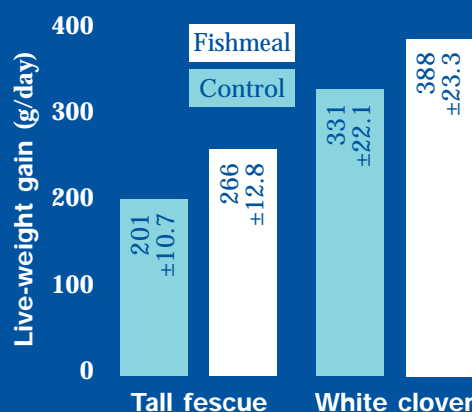 Live-weight gain (g/day)
400
300
200
100
0
Fishmeal
Control
201
±10.7
266
±12.8
331
±22.1
388
±23.3
Tall fescue
White clover